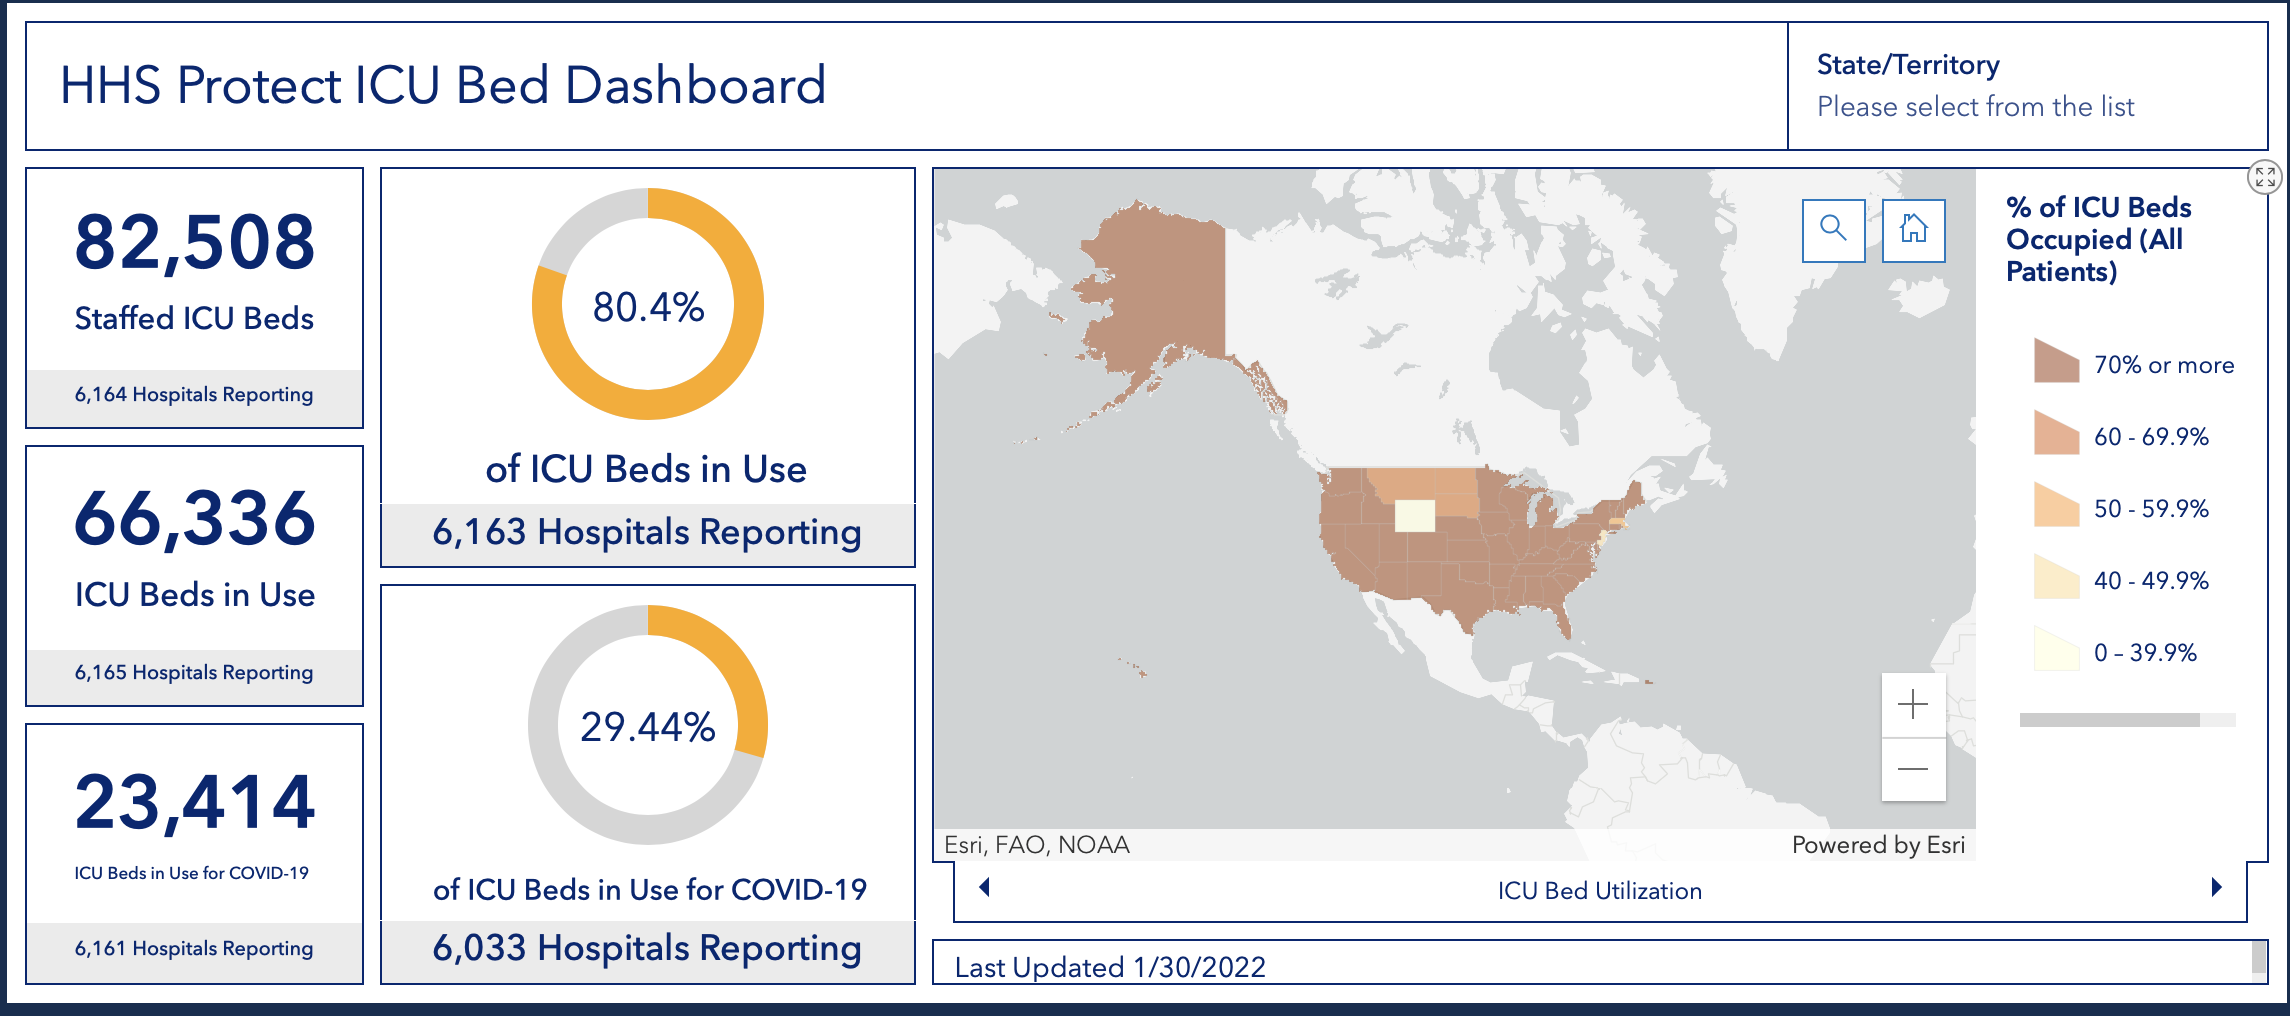 HHS Protect ICU Bed Dashboard
State/Territory
Please select from the list
82,508
Staffed ICU Beds
6,164 Hospitals Reporting
66,336
ICU Beds in Use
6,165 Hospitals Reporting
23,414
ICU Beds in Use for COVID-19
6,161 Hospitals Reporting
80.4%
of ICU Beds in Use
6,163 Hospitals Reporting
29.44%
of ICU Beds in Use for COVID-19
6,033 Hospitals Reporting
% of ICU Beds
Occupied (All
Patients)
70% or more
60 - 69.9%
50 - 59.9%
40 - 49.9%
0 – 39.9%
Esri, FAO, NOAA
Powered by Esri
ICU Bed Utilization
Last Updated 1/30/2022